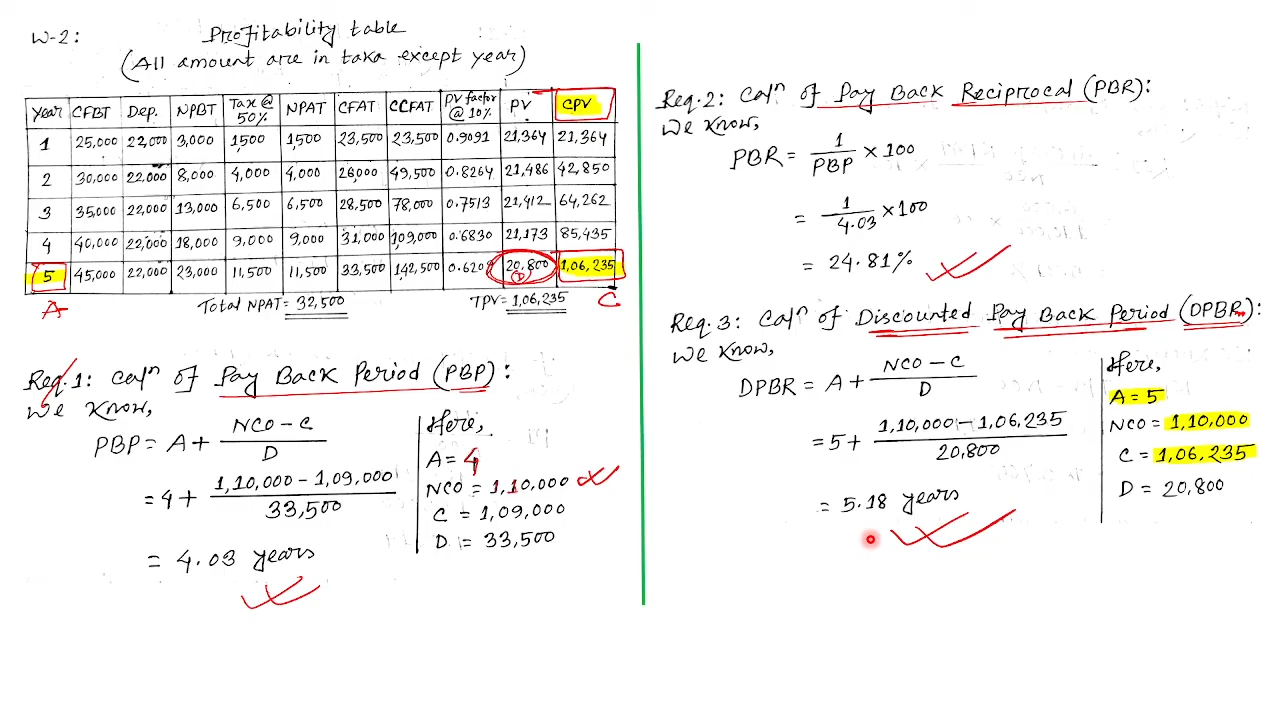 W-2: Profitability table
(All amount are in taka except year)
Year CFBT Dep. NPBT Tax @ 50% NPAT CFAT CCFAT PV factor @ 10% PV CPV
1 25,000 22,000 3,000 1,500 1,500 23,500 23,500 0.9091 21,364 21,364
2 30,000 22,000 8,000 4,000 4,000 26,000 49,500 0.8264 21,486 42,850
3 35,000 22,000 13,000 6,500 6,500 28,500 78,000 0.7513 21,412 64,262
4 40,000 22,000 18,000 9,000 9,000 31,000 109,000 0.6830 21,173 85,435
5 45,000 22,000 23,000 11,500 11,500 33,500 142,500 0.6209 20,800 1,06,235
A Total NPAT = 32,500 TPV = 1,06,235 C
D
Req.1: Calⁿ of Pay Back Period (PBP):
We know,
PBP = A + NCO - C / D
= 4 + 1,10,000 - 1,09,000 / 33,500
= 4.03 years
Here,
A = 4
NCO = 1,10,000
C = 1,09,000
D = 33,500
Req.2: Calⁿ of Pay Back Reciprocal (PBR):
We know,
PBR = 1 / PBP × 100
= 1 / 4.03 × 100
= 24.81%
Req.3: Calⁿ of Discounted Pay Back Period (DPBR):
We know,
DPBR = A + NCO - C / D
= 5 + 1,10,000 - 1,06,235 / 20,800
= 5.18 years
Here,
A = 5
NCO = 1,10,000
C = 1,06,235
D = 20,800